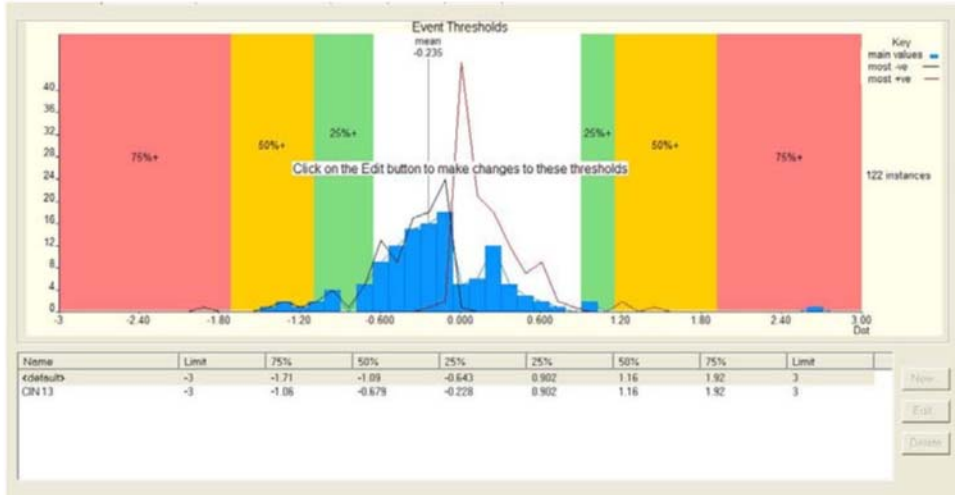 Event Thresholds
mean
-0.235
Key
main values
most -ve
most +ve
40
36
32
28
24
20
16
12
8
4
0
75%+
50%+
25%+
25%+
50%+
75%+
Click on the Edit button to make changes to these thresholds
122 instances
-3 -2.40 -1.80 -1.20 -0.600 0.000 0.600 1.20 1.80 2.40 3.00
Dot
Name Limit 75% 50% 25% 25% 50% 75% Limit
<default> -3 -1.71 -1.09 -0.643 0.902 1.16 1.92 3
CIN 13 -3 -1.06 -0.679 -0.228 0.902 1.16 1.92 3
New...
Edit...
Delete